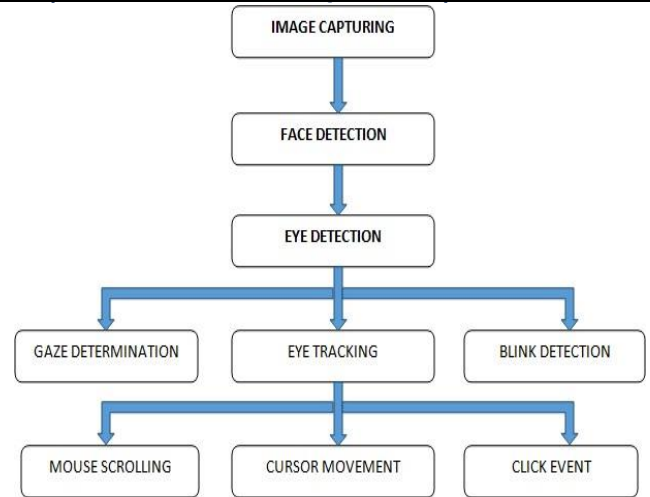 IMAGE CAPTURING
FACE DETECTION
EYE DETECTION
GAZE DETERMINATION
EYE TRACKING
BLINK DETECTION
MOUSE SCROLLING
CURSOR MOVEMENT
CLICK EVENT